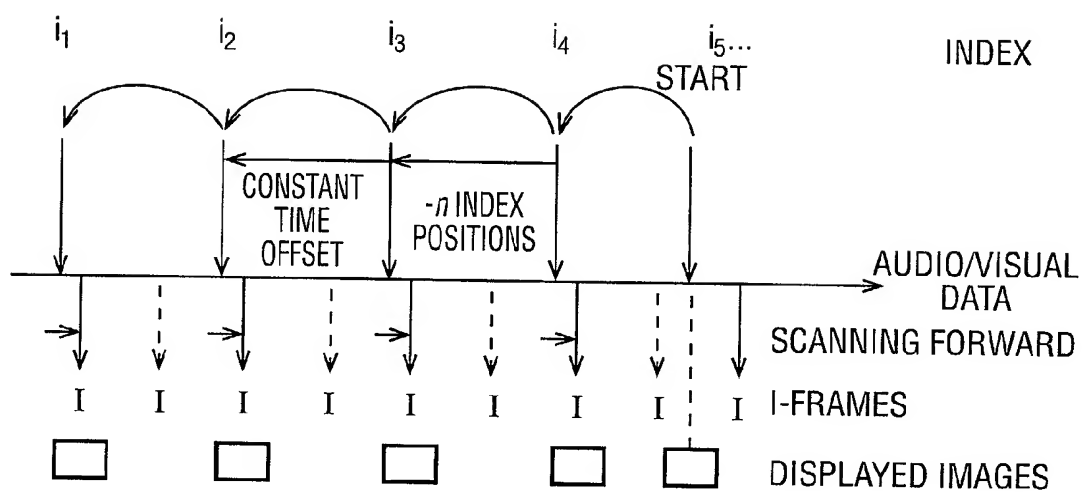 i1 i2 i3 i4 i5... INDEX
START
CONSTANT
TIME
OFFSET
-n INDEX
POSITIONS
AUDIO/VISUAL
DATA
SCANNING FORWARD
I I I I I I I I I I-FRAMES
DISPLAYED IMAGES